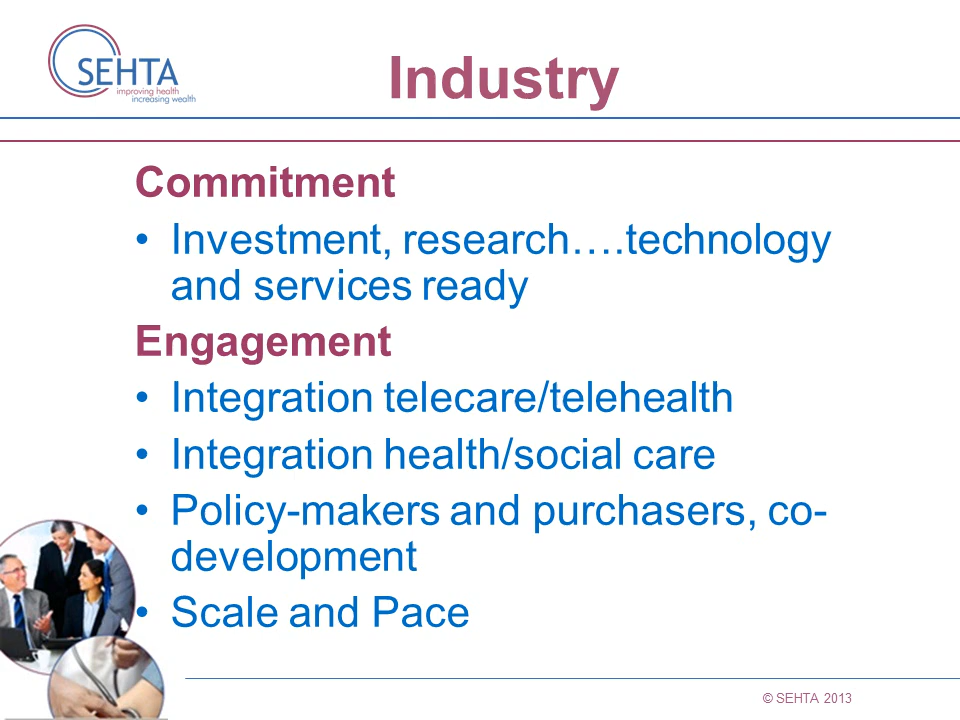 SEHTA
improving health
increasing wealth
Industry
Commitment
• Investment, research….technology
and services ready
Engagement
• Integration telecare/telehealth
• Integration health/social care
• Policy-makers and purchasers, co-
development
• Scale and Pace
© SEHTA 2013